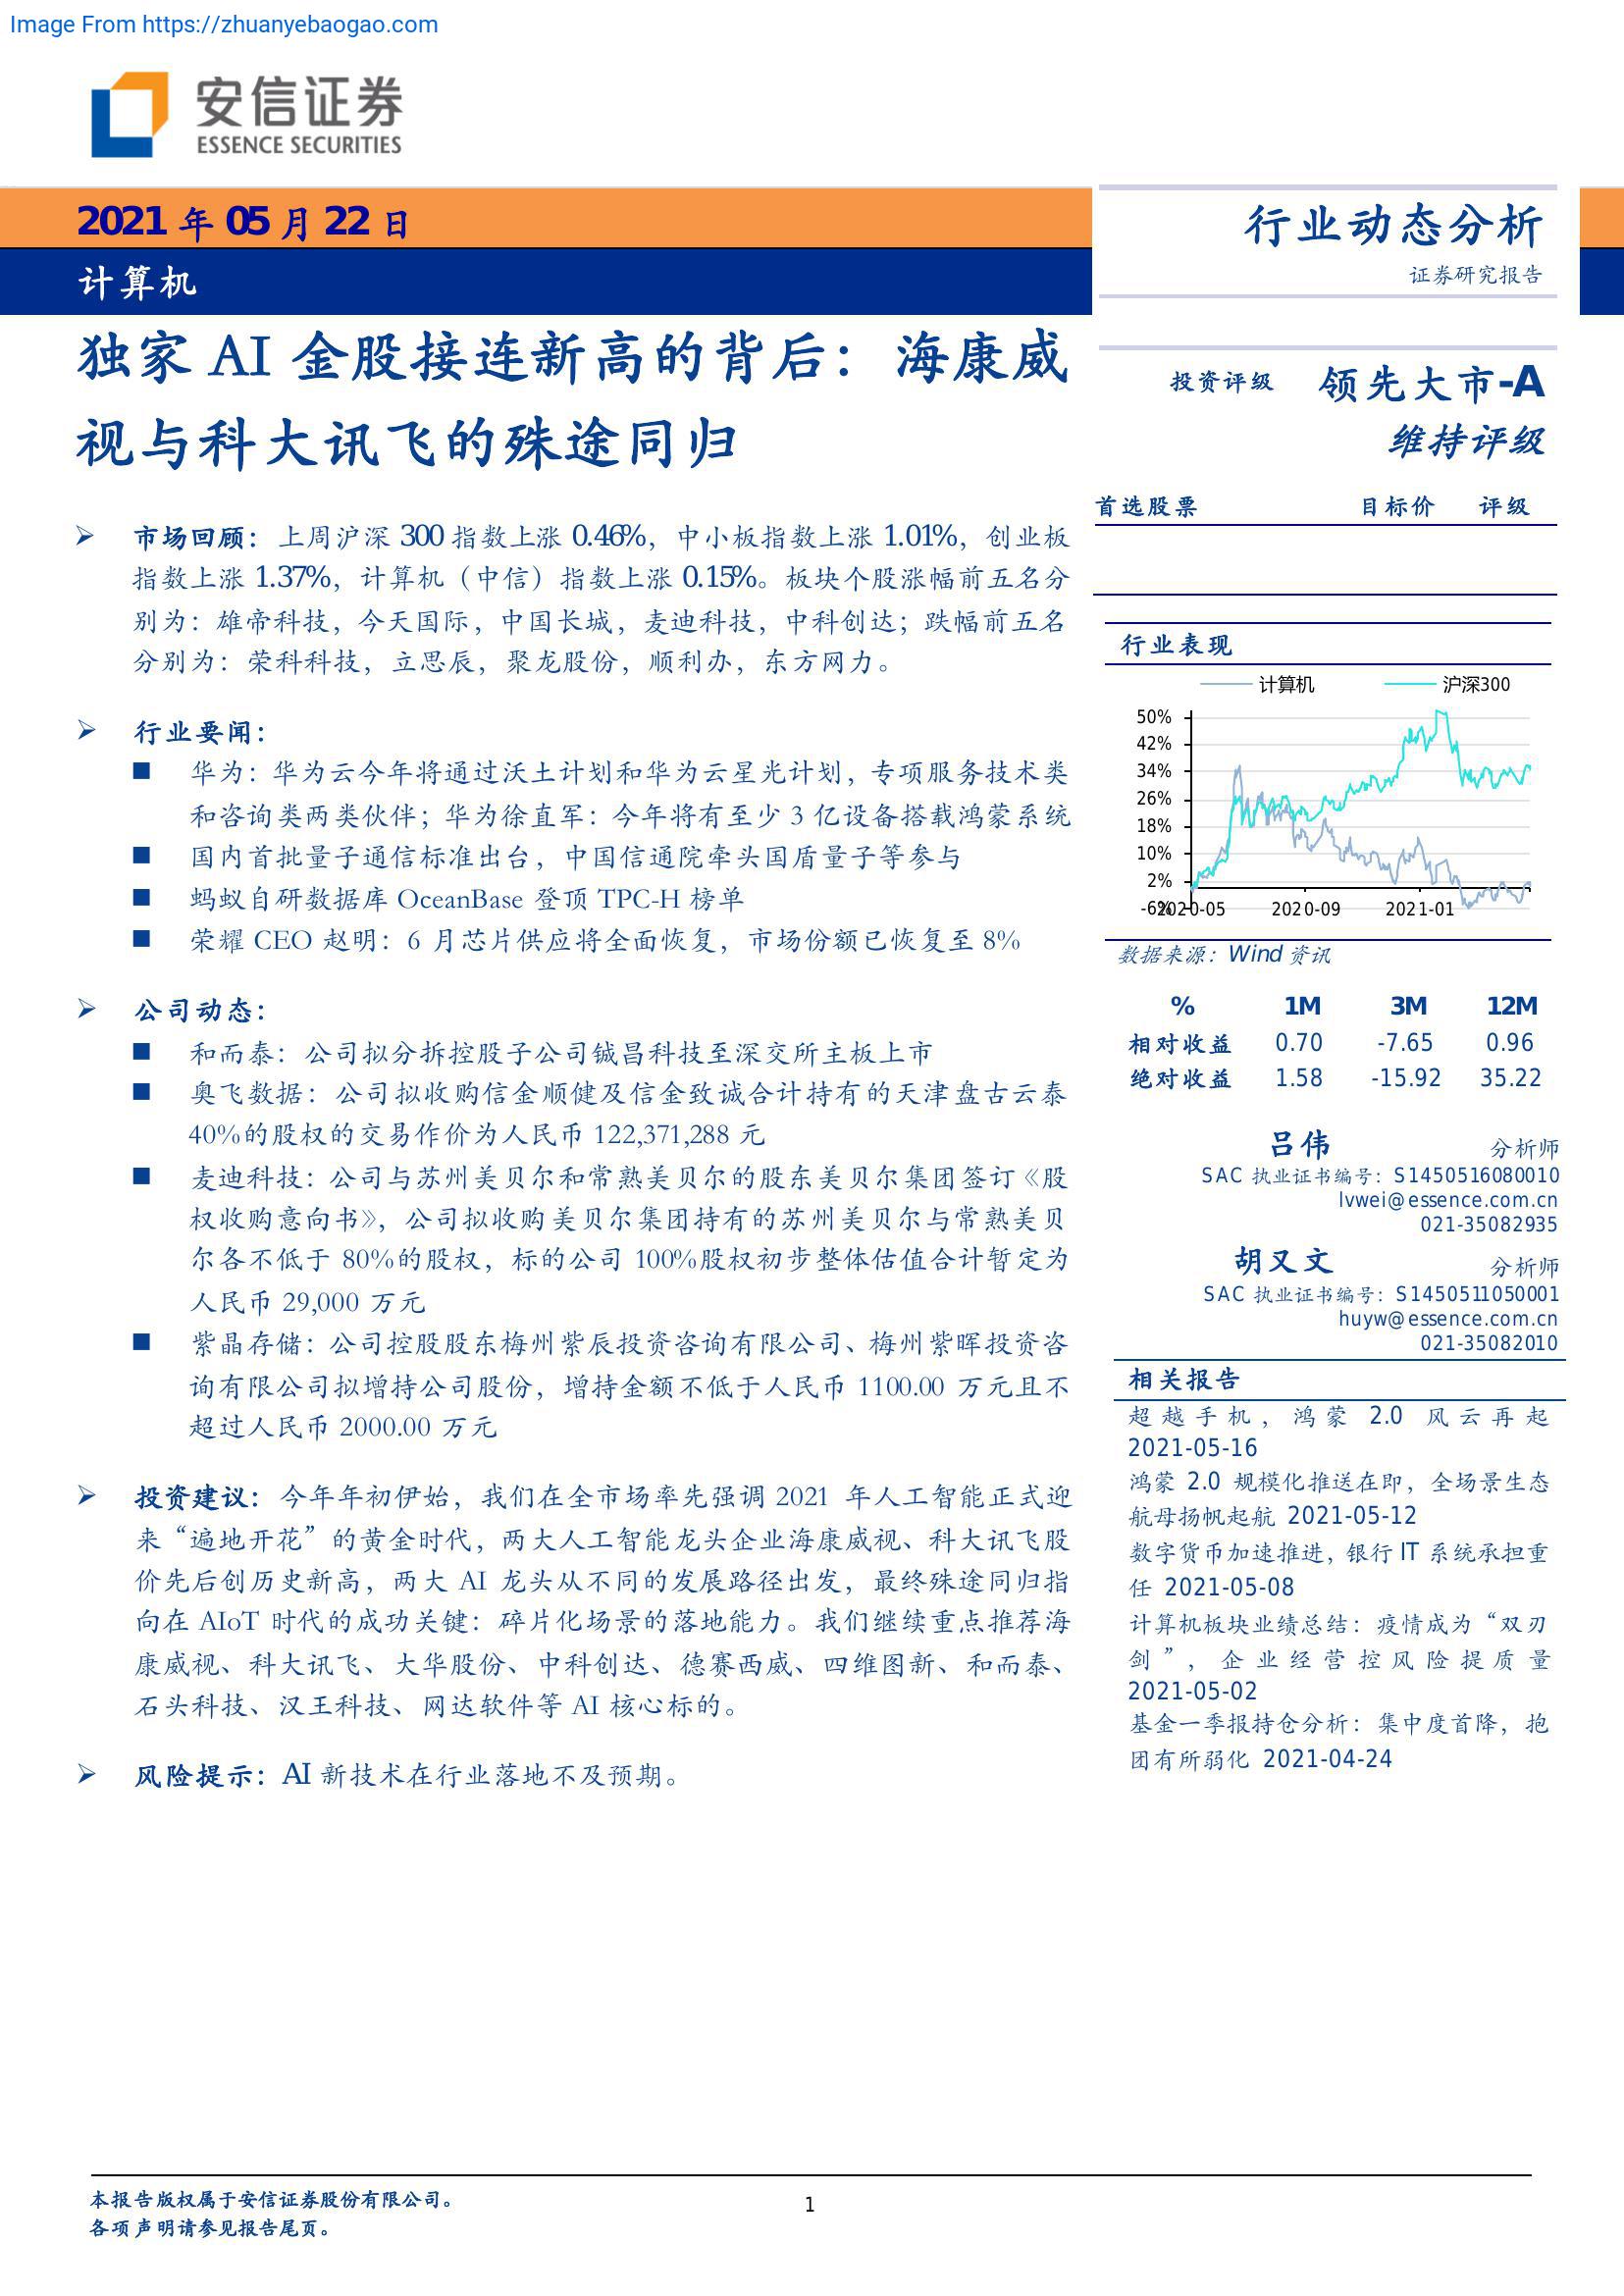 Image From https://zhuanyebaogao.com
安信证券
ESSENCE SECURITIES
2021 年 05 月 22 日
计算机
行业动态分析
证券研究报告
独家 AI 金股接连新高的背后：海康威
视与科大讯飞的殊途同归
市场回顾：上周沪深 300 指数上涨 0.46%，中小板指数上涨 1.01%，创业板
指数上涨 1.37%，计算机（中信）指数上涨 0.15%。板块个股涨幅前五名分
别为：雄帝科技，今天国际，中国长城，麦迪科技，中科创达；跌幅前五名
分别为：荣科科技，立思辰，聚龙股份，顺利办，东方网力。
行业要闻：
华为：华为云今年将通过沃土计划和华为云星光计划，专项服务技术类
和咨询类两类伙伴；华为徐直军：今年将有至少 3 亿设备搭载鸿蒙系统
国内首批量子通信标准出台，中国信通院牵头国盾量子等参与
蚂蚁自研数据库 OceanBase 登顶 TPC-H 榜单
荣耀 CEO 赵明：6 月芯片供应将全面恢复，市场份额已恢复至 8%
公司动态：
和而泰：公司拟分拆控股子公司铖昌科技至深交所主板上市
奥飞数据：公司拟收购信金顺健及信金致诚合计持有的天津盘古云泰
40%的股权的交易作价为人民币 122,371,288 元
麦迪科技：公司与苏州美贝尔和常熟美贝尔的股东美贝尔集团签订《股
权收购意向书》，公司拟收购美贝尔集团持有的苏州美贝尔与常熟美贝
尔各不低于 80%的股权，标的公司 100%股权初步整体估值合计暂定为
人民币 29,000 万元
紫晶存储：公司控股股东梅州紫辰投资咨询有限公司、梅州紫晖投资咨
询有限公司拟增持公司股份，增持金额不低于人民币 1100.00 万元且不
超过人民币 2000.00 万元
投资建议：今年年初伊始，我们在全市场率先强调 2021 年人工智能正式迎
来“遍地开花”的黄金时代，两大人工智能龙头企业海康威视、科大讯飞股
价先后创历史新高，两大 AI 龙头从不同的发展路径出发，最终殊途同归指
向在 AIoT 时代的成功关键：碎片化场景的落地能力。我们继续重点推荐海
康威视、科大讯飞、大华股份、中科创达、德赛西威、四维图新、和而泰、
石头科技、汉王科技、网达软件等 AI 核心标的。
风险提示：AI 新技术在行业落地不及预期。
投资评级 领先大市-A
维持评级
首选股票 目标价 评级
行业表现
计算机 沪深300
50%
42%
34%
26%
18%
10%
2%
-6%
2020-05 2020-09 2021-01
数据来源：Wind 资讯
% 1M 3M 12M
相对收益 0.70 -7.65 0.96
绝对收益 1.58 -15.92 35.22
吕伟 分析师
SAC 执业证书编号：S1450516080010
lvwei@essence.com.cn
021-35082935
胡又文 分析师
SAC 执业证书编号：S1450511050001
huyw@essence.com.cn
021-35082010
相关报告
超越手机，鸿蒙 2.0 风云再起
2021-05-16
鸿蒙 2.0 规模化推送在即，全场景生态
航母扬帆起航 2021-05-12
数字货币加速推进，银行 IT 系统承担重
任 2021-05-08
计算机板块业绩总结：疫情成为“双刃
剑”，企业经营控风险提质量
2021-05-02
基金一季报持仓分析：集中度首降，抱
团有所弱化 2021-04-24
本报告版权属于安信证券股份有限公司。
各项声明请参见报告尾页。
1